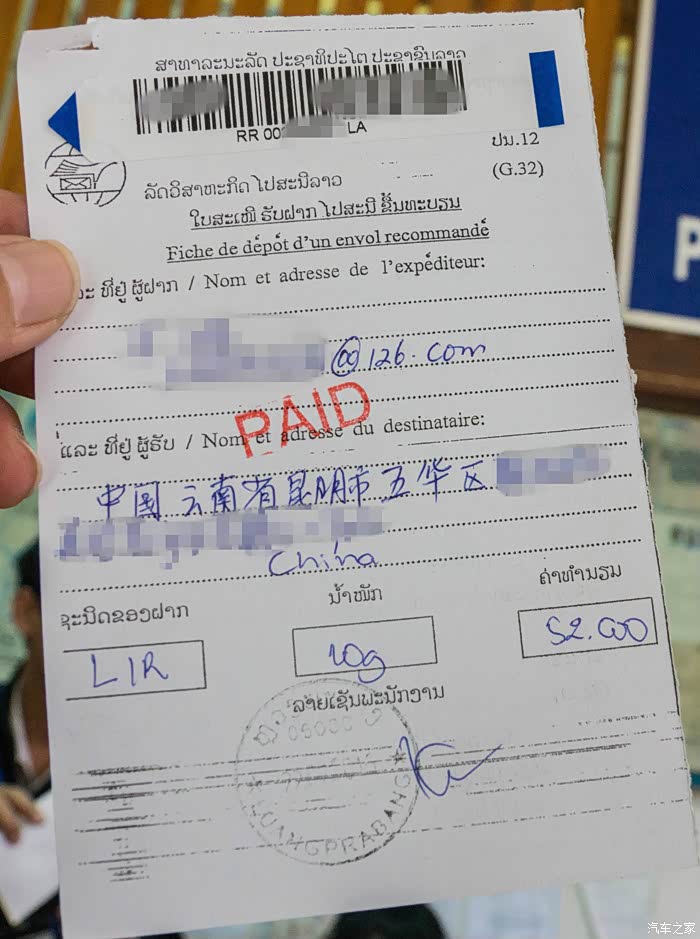 ສາທາລະນະລັດ ປະຊາທິປະໄຕ ປະຊາຊົນລາວ
RR 00 LA
ປນ.12
(G.32)
ລັດວິສາຫະກິດ ໄປສະນີລາວ
ໃບສະເໜີ ຮັບຝາກ ໄປສະນີ ຂຶ້ນທະບຽນ
Fiche de dépôt d'un envol recommandé
ແລະ ທີ່ຢູ່ ຜູ້ຝາກ / Nom et adresse de l'expéditeur:
@126.com
PAID
ແລະ ທີ່ຢູ່ ຜູ້ຮັບ / Nom et adresse du destinataire:
中国 云南省昆明市五华区
China
ຊະນິດຂອງຝາກ
ນ້ຳໜັກ
ຄ່າທຳນຽມ
LIR
10g
52.000
ລາຍເຊັນພະນັກງານ
LUANGPRABANG
汽车之家